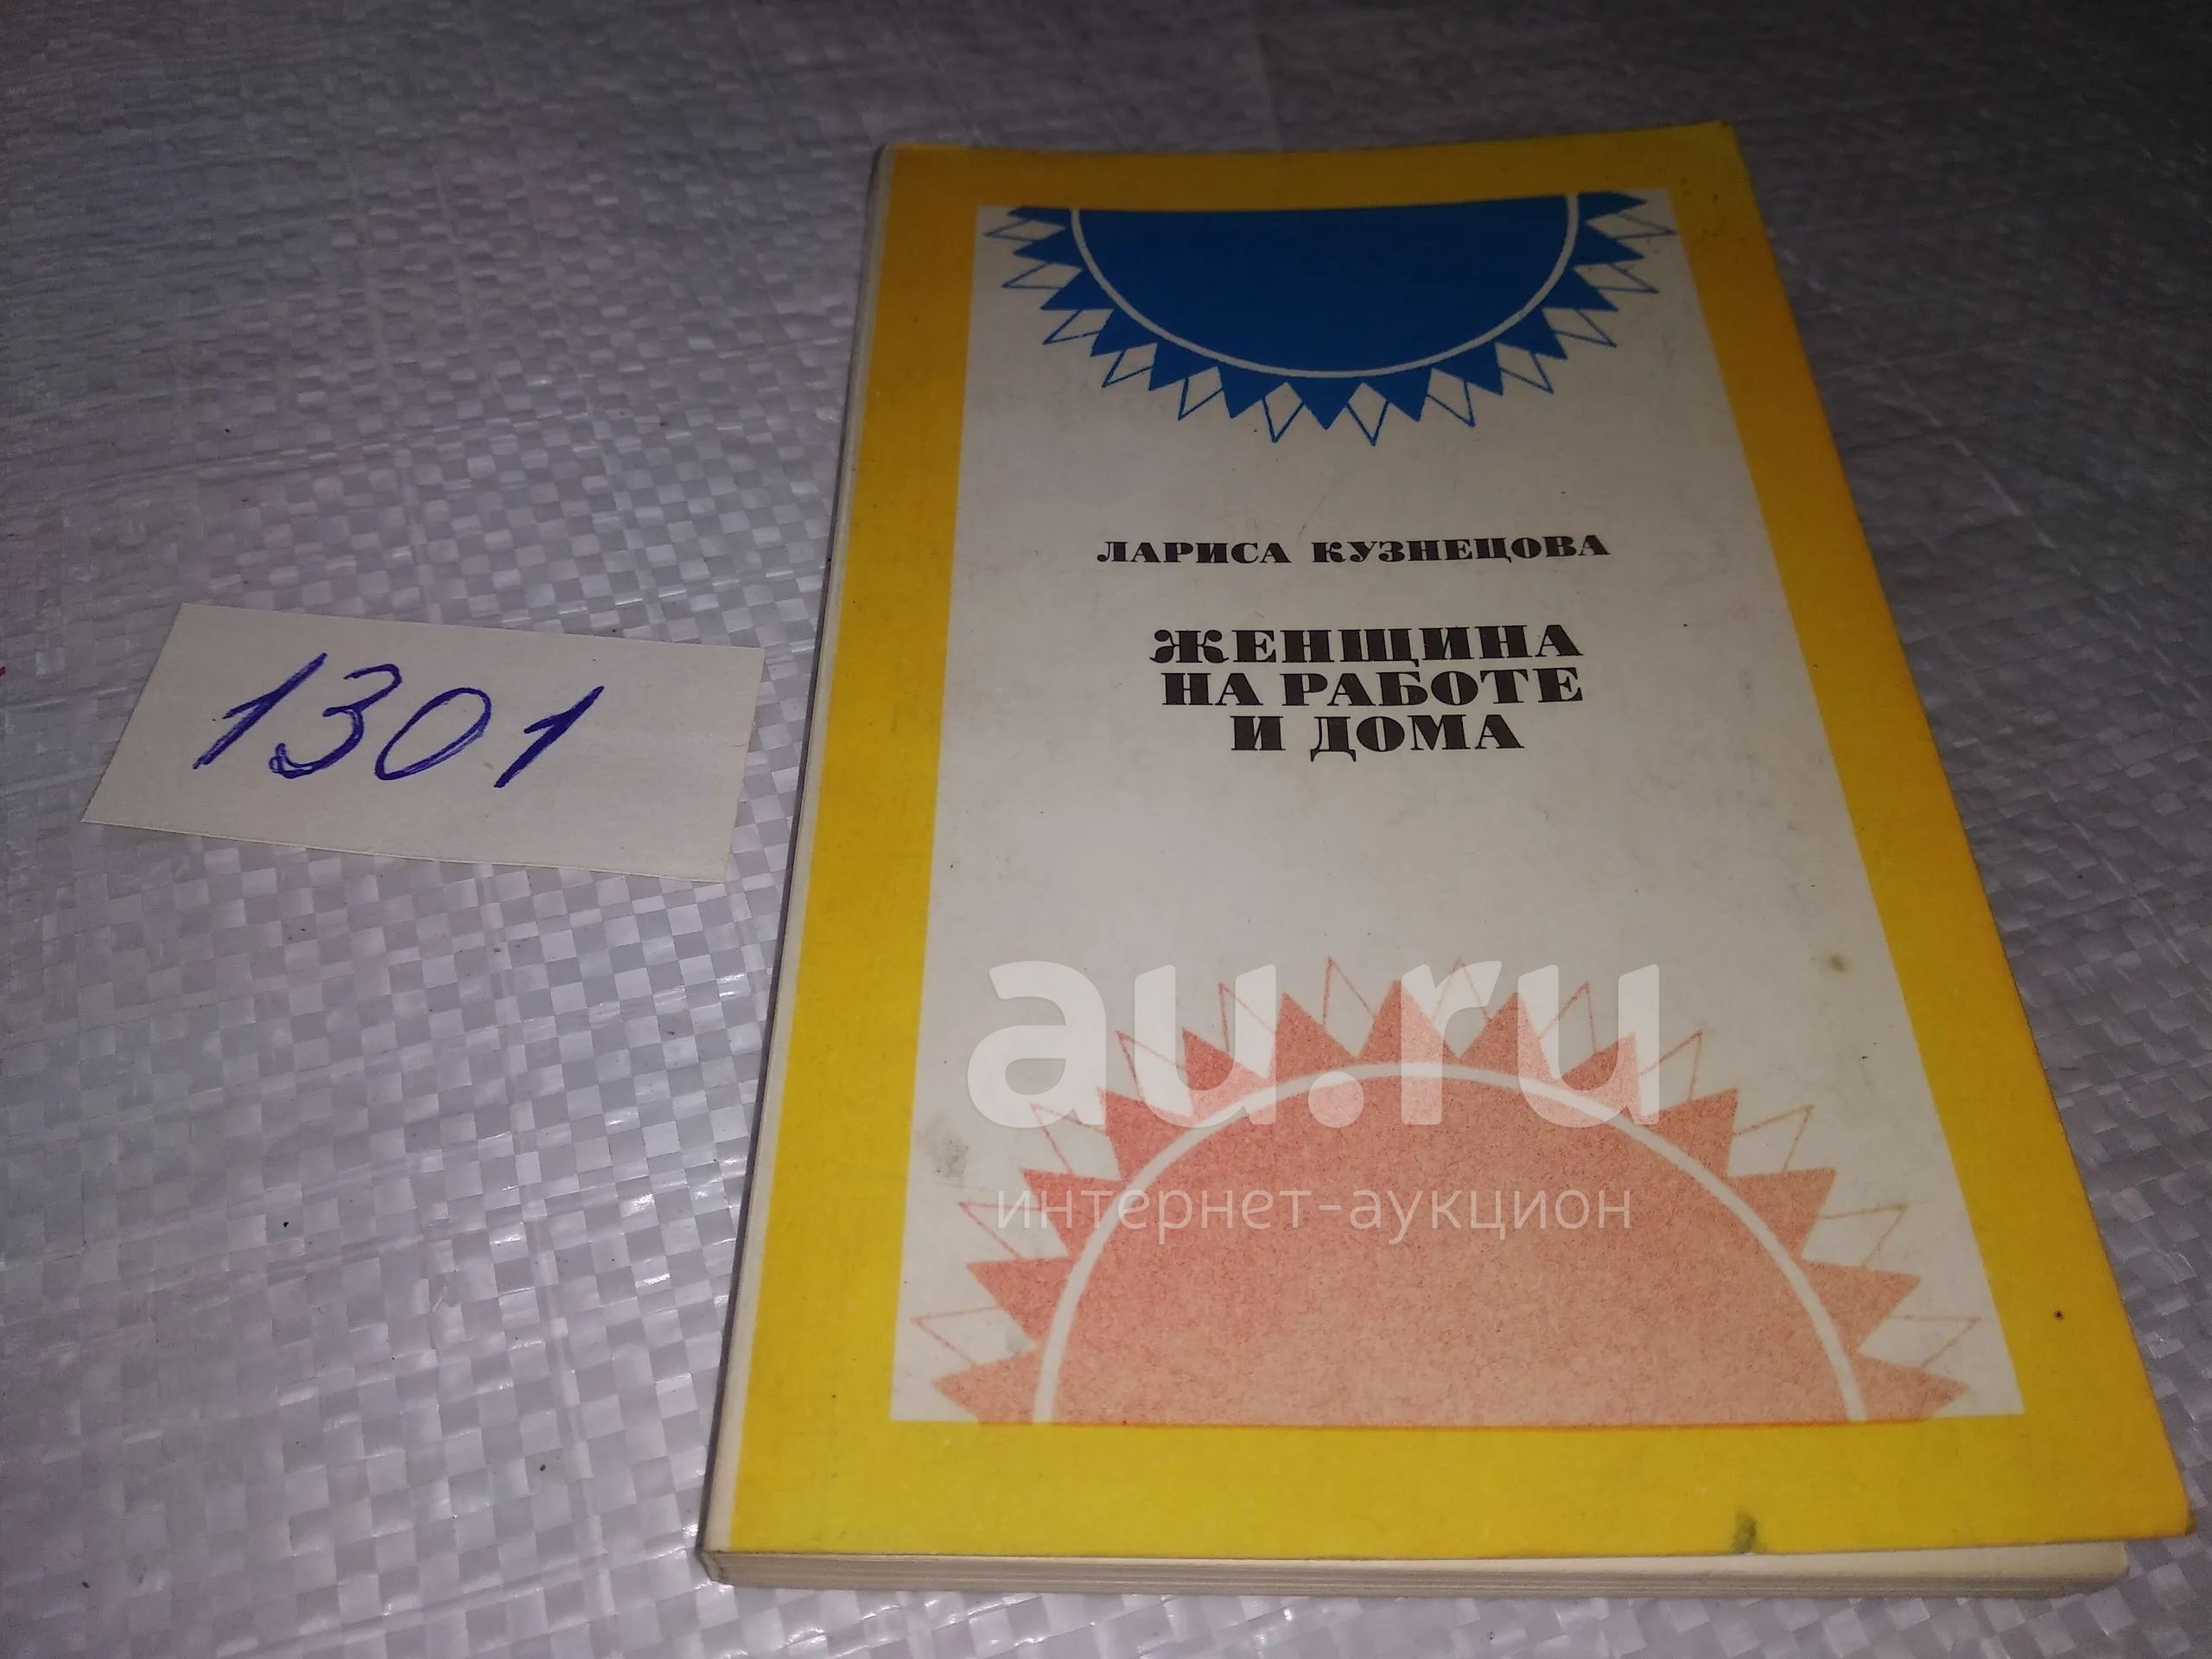 ЛАРИСА КУЗНЕЦОВА
ЖЕНЩИНА
НА РАБОТЕ
И ДОМА
1301
au.ru
интернет-аукцион